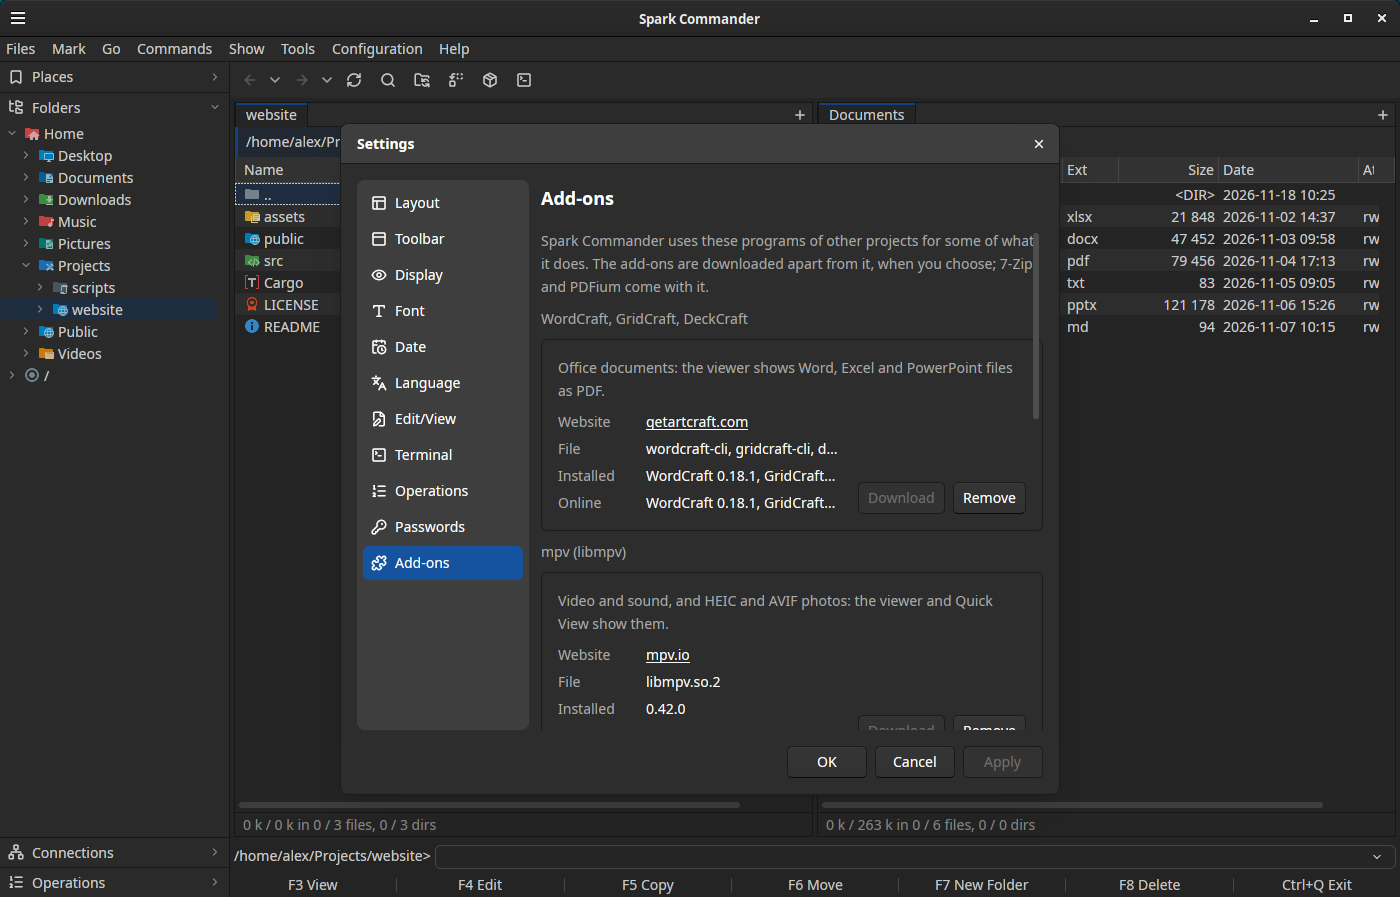 Spark Commander
Files Mark Go Commands Show Tools Configuration Help
Places
Folders
Home
Desktop
Documents
Downloads
Music
Pictures
Projects
scripts
website
Public
Videos
/
Connections
Operations
website
/home/alex/Pr
Name
..
assets
public
src
Cargo
LICENSE
README
0 k / 0 k in 0 / 3 files, 0 / 3 dirs
Documents
Ext Size Date At
<DIR> 2026-11-18 10:25
xlsx 21 848 2026-11-02 14:37 rw
docx 47 452 2026-11-03 09:58 rw
pdf 79 456 2026-11-04 17:13 rw
txt 83 2026-11-05 09:05 rw
pptx 121 178 2026-11-06 15:26 rw
md 94 2026-11-07 10:15 rw
0 k / 263 k in 0 / 6 files, 0 / 0 dirs
Settings
Layout
Toolbar
Display
Font
Date
Language
Edit/View
Terminal
Operations
Passwords
Add-ons
Add-ons
Spark Commander uses these programs of other projects for some of what
it does. The add-ons are downloaded apart from it, when you choose; 7-Zip
and PDFium come with it.
WordCraft, GridCraft, DeckCraft
Office documents: the viewer shows Word, Excel and PowerPoint files
as PDF.
Website getartcraft.com
File wordcraft-cli, gridcraft-cli, d...
Installed WordCraft 0.18.1, GridCraft...
Online WordCraft 0.18.1, GridCraft...
Download Remove
mpv (libmpv)
Video and sound, and HEIC and AVIF photos: the viewer and Quick
View show them.
Website mpv.io
File libmpv.so.2
Installed 0.42.0
Download Remove
OK Cancel Apply
/home/alex/Projects/website>
F3 View F4 Edit F5 Copy F6 Move F7 New Folder F8 Delete Ctrl+Q Exit